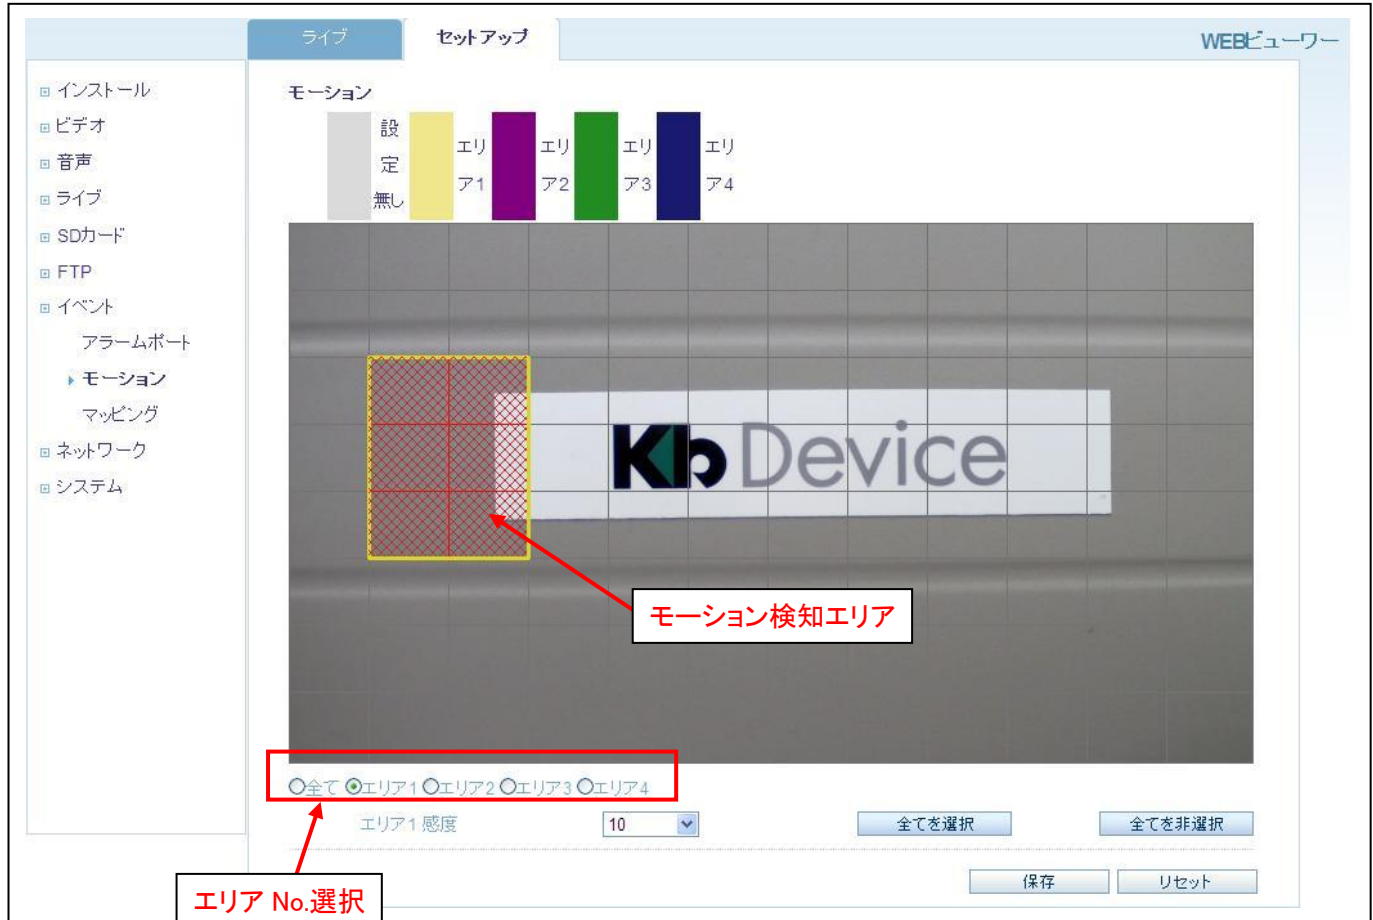 ライブ
セットアップ
WEBビューワー
インストール
ビデオ
音声
ライブ
SDカード
FTP
イベント
アラームポート
モーション
マッピング
ネットワーク
システム
モーション
設
定
無し
エリ
ア1
エリ
ア2
エリ
ア3
エリ
ア4
Kb Device
モーション検知エリア
全て エリア1 エリア2 エリア3 エリア4
エリア1 感度
10
全てを選択
全てを非選択
保存
リセット
エリア No.選択